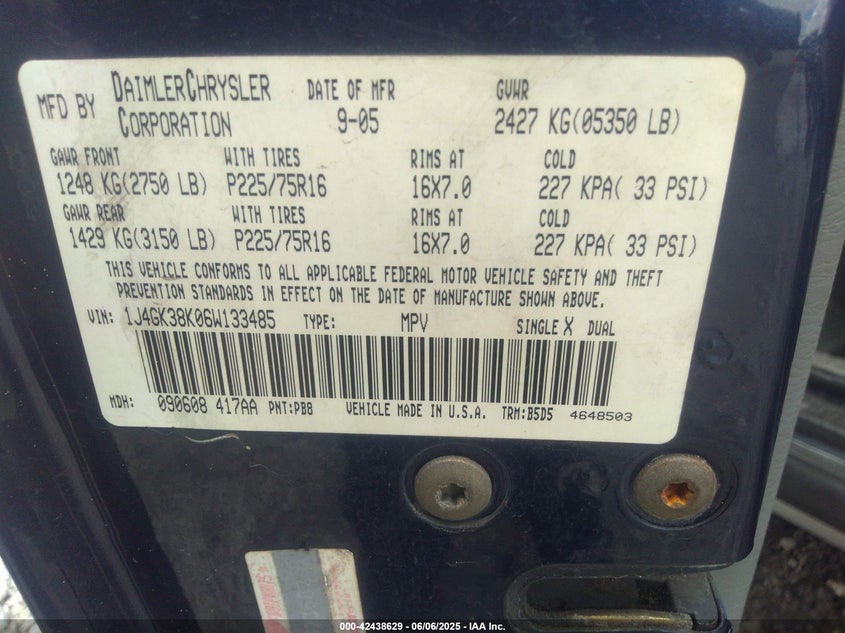 MFD BY DAIMLERCHRYSLER CORPORATION DATE OF MFR 9-05 GVWR 2427 KG(05350 LB)
GAWR FRONT WITH TIRES RIMS AT COLD
1248 KG(2750 LB) P225/75R16 16X7.0 227 KPA( 33 PSI)
GAWR REAR WITH TIRES RIMS AT COLD
1429 KG(3150 LB) P225/75R16 16X7.0 227 KPA( 33 PSI)
THIS VEHICLE CONFORMS TO ALL APPLICABLE FEDERAL MOTOR VEHICLE SAFETY AND THEFT
PREVENTION STANDARDS IN EFFECT ON THE DATE OF MANUFACTURE SHOWN ABOVE.
VIN: 1J4GK38K06W133485 TYPE: MPV SINGLE X DUAL
MDH: 090608 417AA PNT:PB8 VEHICLE MADE IN U.S.A. TRM:B5D5 4648503
000-42438629 - 06/06/2025 - IAA Inc.